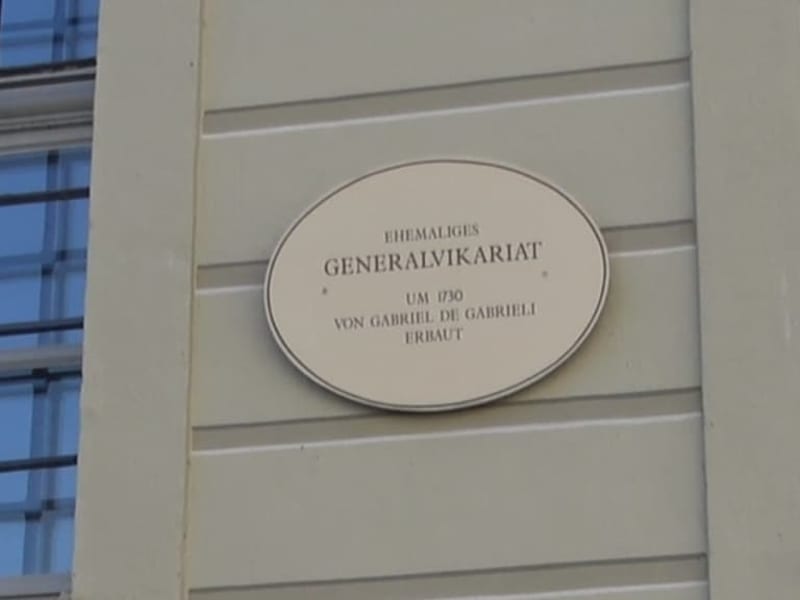 EHEMALIGES
GENERALVIKARIAT
UM 1730
VON GABRIEL DE GABRIELI
ERBAUT